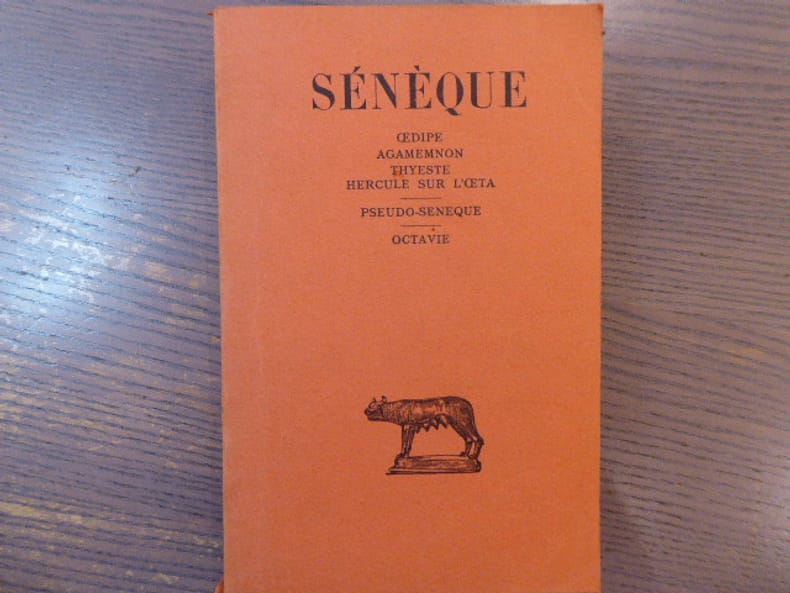 SÉNÈQUE
ŒDIPE
AGAMEMNON
THYESTE
HERCULE SUR L'ŒTA
PSEUDO-SENEQUE
OCTAVIE